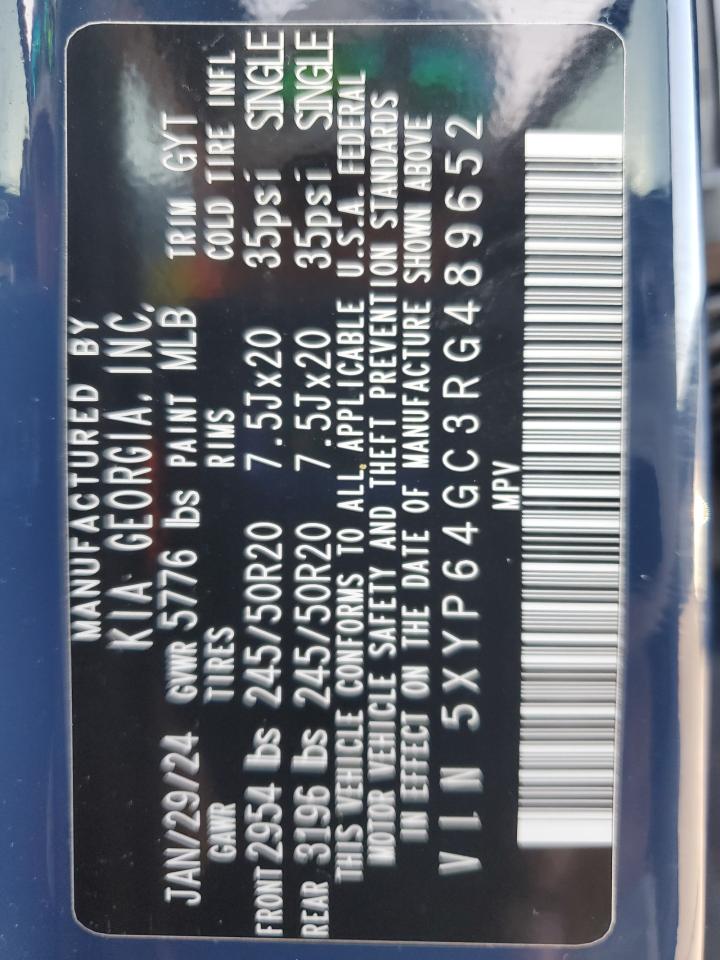 MANUFACTURED BY
KIA GEORGIA, INC.
JAN/29/24 GVWR 5776 lbs PAINT MLB TRIM GYT
GAWR TIRES RIMS COLD TIRE INFL
FRONT 2954 lbs 245/50R20 7.5Jx20 35psi SINGLE
REAR 3196 lbs 245/50R20 7.5Jx20 35psi SINGLE
THIS VEHICLE CONFORMS TO ALL APPLICABLE U.S.A. FEDERAL
MOTOR VEHICLE SAFETY AND THEFT PREVENTION STANDARDS
IN EFFECT ON THE DATE OF MANUFACTURE SHOWN ABOVE
VIN 5XYP64GC3RG489652
MPV